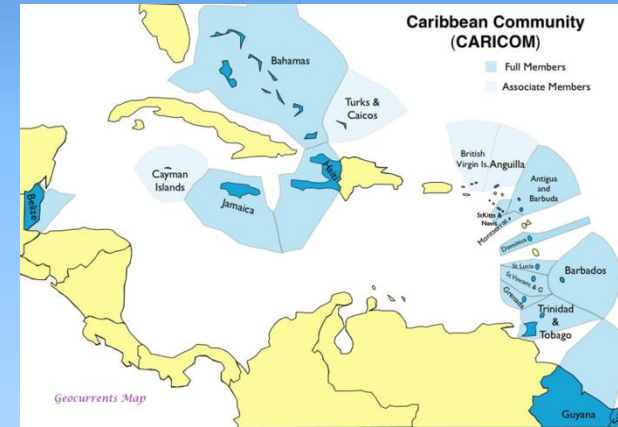 Caribbean Community
(CARICOM)
Full Members
Associate Members
Bahamas
Turks &
Caicos
Cayman
Islands
Jamaica
Haiti
Belize
British
Virgin Is.
Anguilla
Antigua
and
Barbuda
St Kitts &
Nevis
Montserrat
Dominica
St Lucia
St Vincent & G
Grenada
Barbados
Trinidad
&
Tobago
Guyana
Geocurrents Map